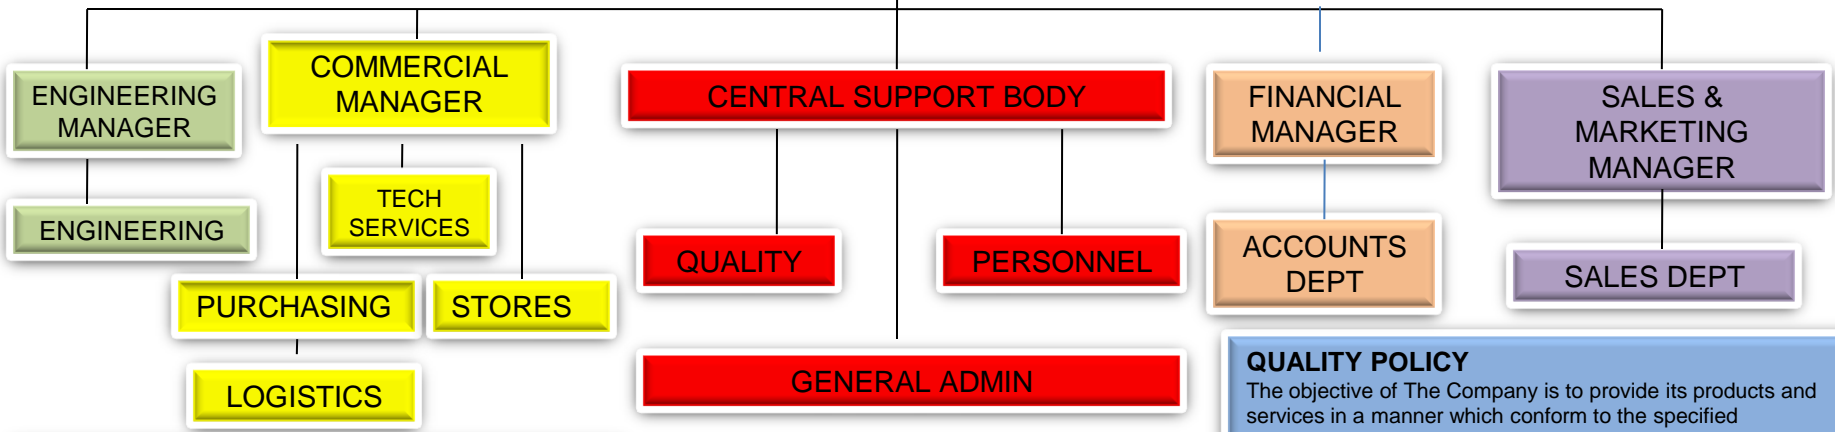 ENGINEERING
MANAGER
COMMERCIAL
MANAGER
CENTRAL SUPPORT BODY
FINANCIAL
MANAGER
SALES &
MARKETING
MANAGER
ENGINEERING
TECH
SERVICES
QUALITY
PERSONNEL
ACCOUNTS
DEPT
SALES DEPT
PURCHASING
STORES
LOGISTICS
GENERAL ADMIN
QUALITY POLICY
The objective of The Company is to provide its products and
services in a manner which conform to the specified